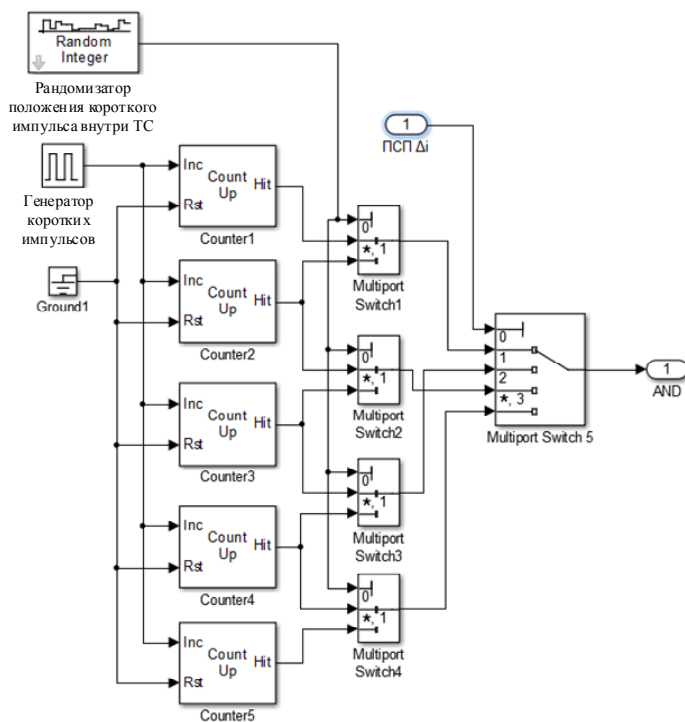 Random
Integer
Рандомизатор
положения короткого
импульса внутри ТС
1
ПСП Δi
Генератор
коротких
импульсов
Ground1
Inc
Rst
Count
Up
Hit
Counter1
Inc
Rst
Count
Up
Hit
Counter2
Inc
Rst
Count
Up
Hit
Counter3
Inc
Rst
Count
Up
Hit
Counter4
Inc
Rst
Count
Up
Hit
Counter5
0
*, 1
Multiport
Switch1
0
*, 1
Multiport
Switch2
0
*, 1
Multiport
Switch3
0
*, 1
Multiport
Switch4
0
1
2
*, 3
Multiport Switch 5
1
AND